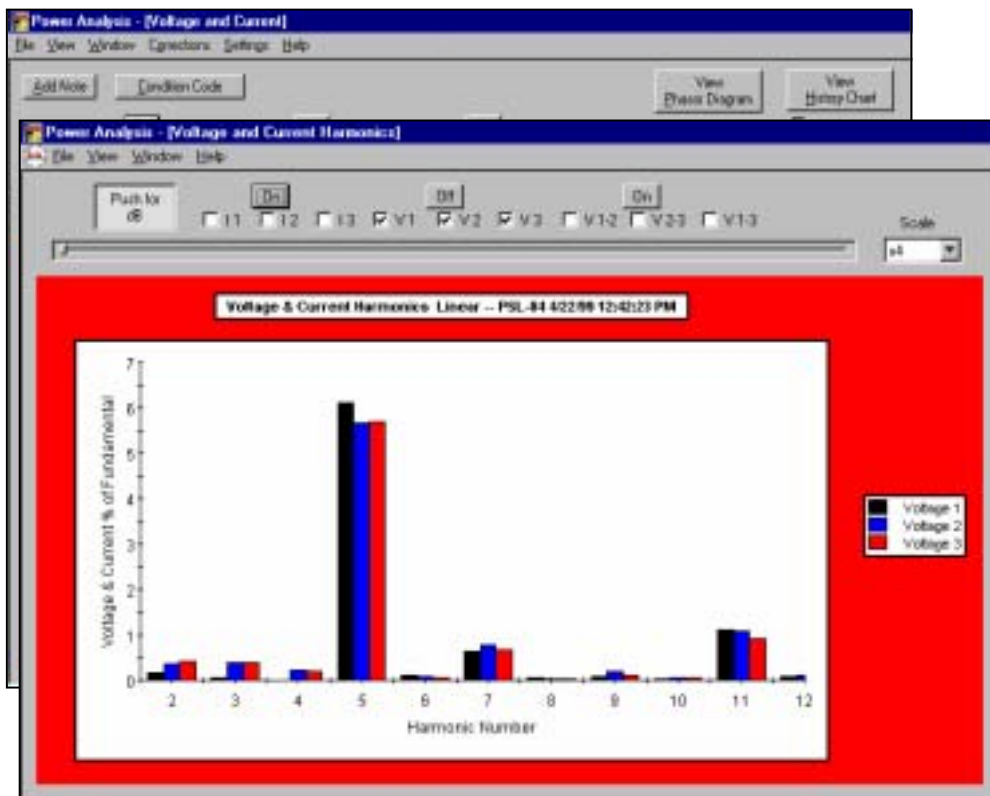 Power Analysis - [Voltage and Current]
File View Window Corrections Settings Help
Add Note Condition Code View Phasor Diagram View History Chart
Power Analysis - [Voltage and Current Harmonics]
File View Window Help
Push for dB
On Off On
I 1 I 2 I 3 V 1 V 2 V 3 V 1-2 V 2-3 V 1-3
Scale
x4
Voltage & Current Harmonics Linear -- PSL-84 4/22/99 12:42:23 PM
Voltage & Current % of Fundamental
7
6
5
4
3
2
1
0
2 3 4 5 6 7 8 9 10 11 12
Harmonic Number
Voltage 1
Voltage 2
Voltage 3